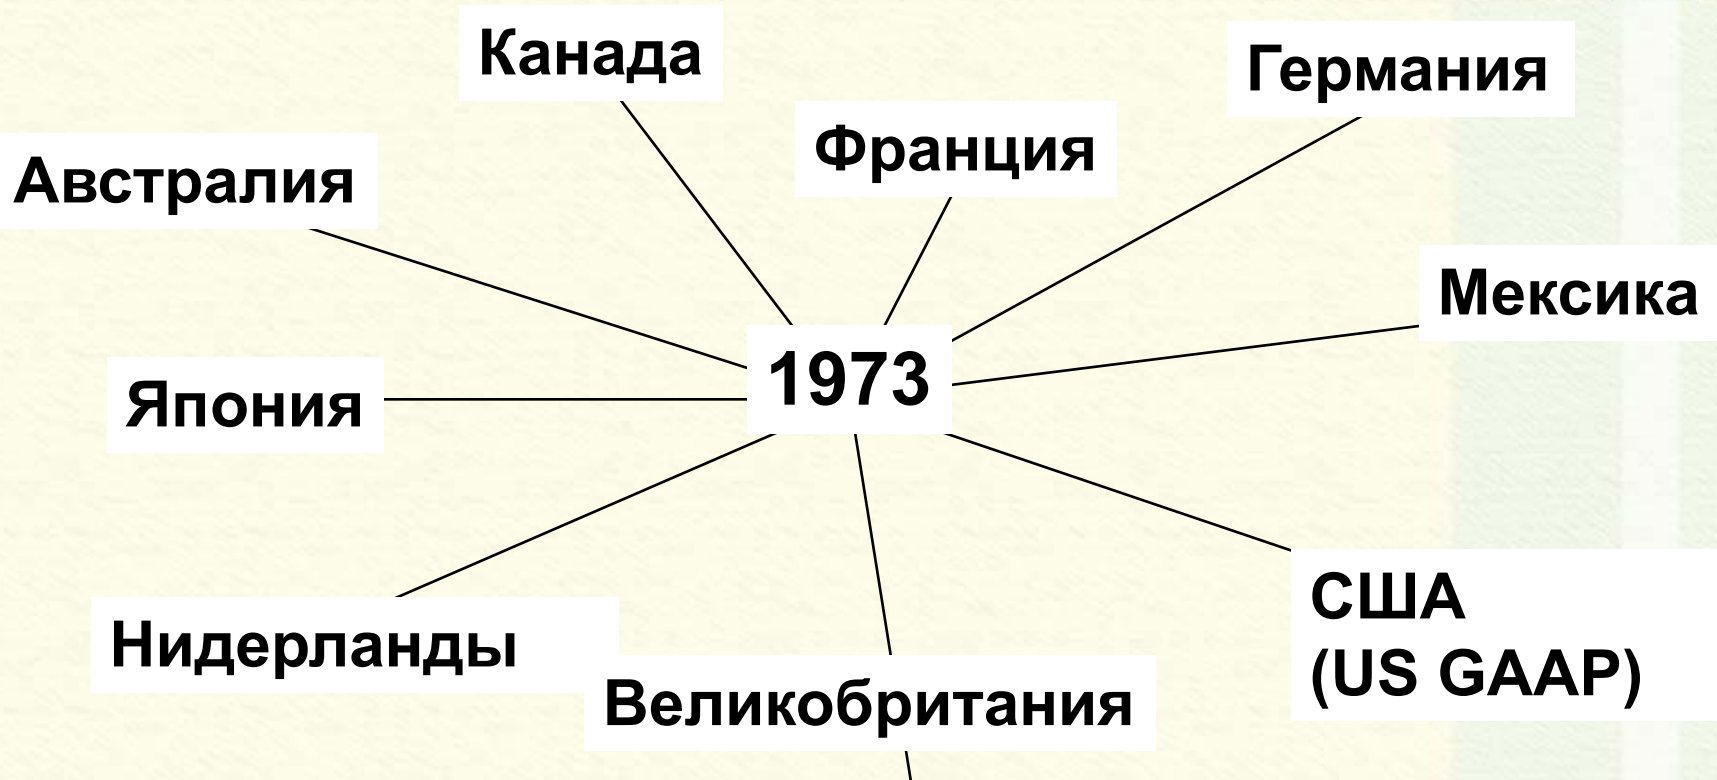 Канада
Германия
Франция
Австралия
Мексика
1973
Япония
США
(US GAAP)
Нидерланды
Великобритания